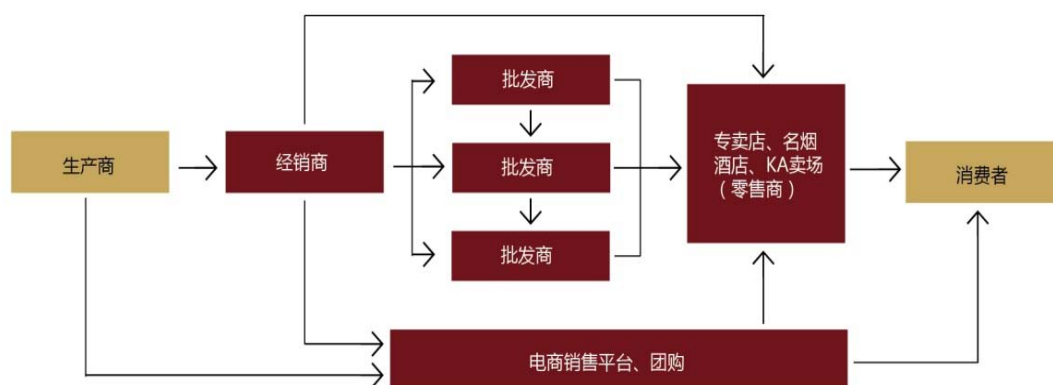 生产商
经销商
批发商
批发商
批发商
专卖店、名烟
酒店、KA卖场
（零售商）
消费者
电商销售平台、团购